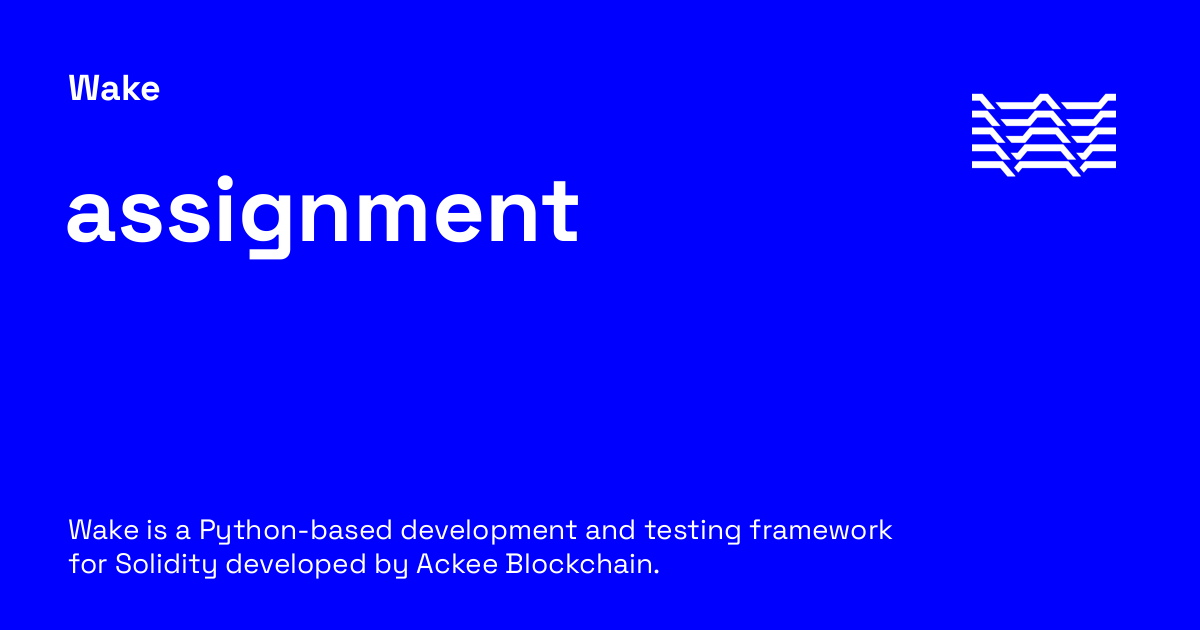 Wake
assignment
Wake is a Python-based development and testing framework
for Solidity developed by Ackee Blockchain.